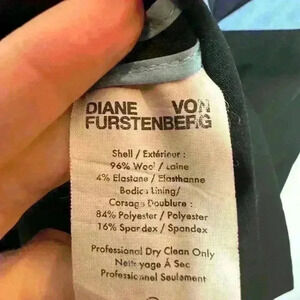 DIANE VON
FURSTENBERG
Shell / Extérieur :
96% Wool / Laine
4% Elastane / Elasthanne
Bodice Lining/
Corsage Doublure :
84% Polyester / Polyester
16% Spandex / Spandex
Professional Dry Clean Only
Nettoyage À Sec
Professionnel Seulement